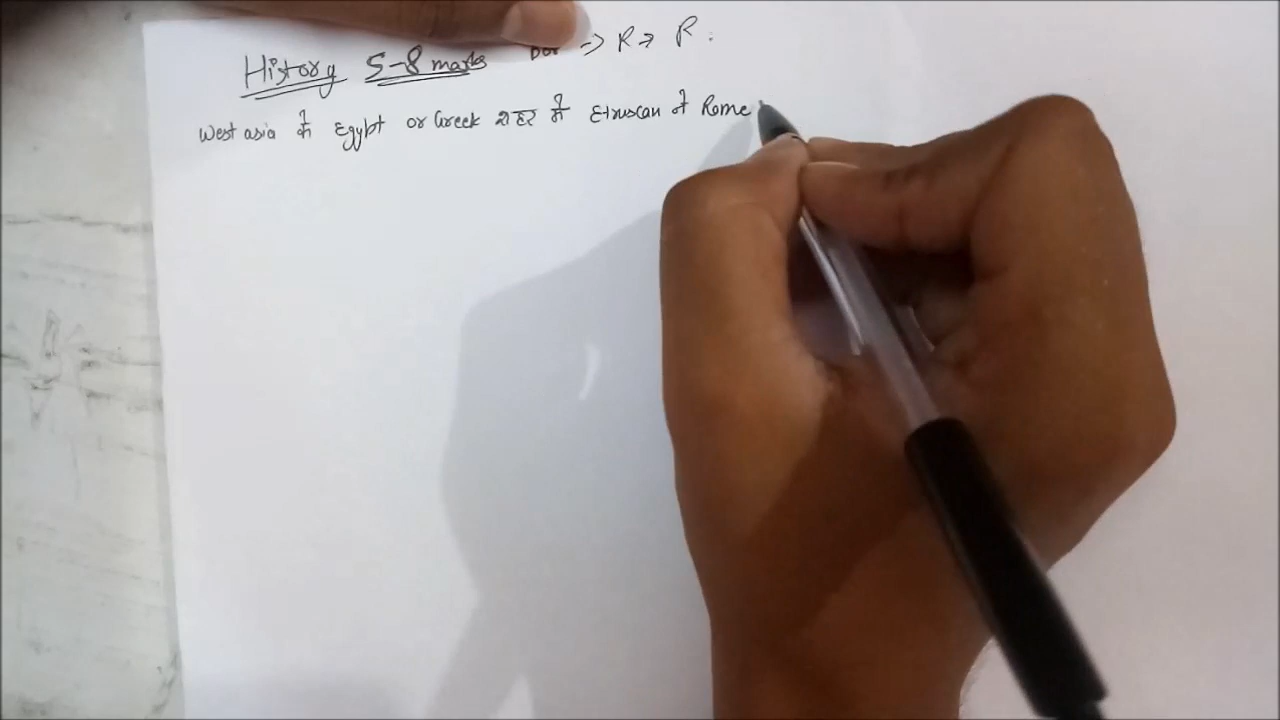 History 5-8 marks → R → R.
West asia में Egypt or Greek शहर में Etruscan ने Rome